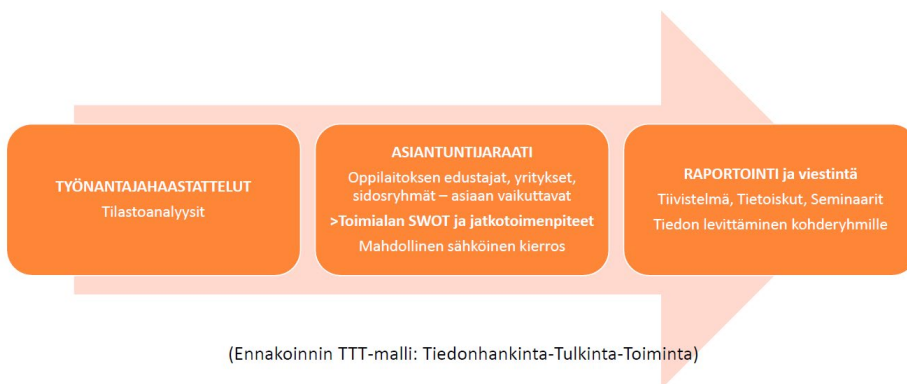 TYÖNANTAJAHAASTATTELUT
Tilastoanalyysit
ASIANTUNTIJARAATI
Oppilaitoksen edustajat, yritykset,
sidosryhmät – asiaan vaikuttavat
>Toimialan SWOT ja jatkotoimenpiteet
Mahdollinen sähköinen kierros
RAPORTOINTI ja viestintä
Tiivistelmä, Tietoiskut, Seminaarit
Tiedon levittäminen kohderyhmille
(Ennakoinnin TTT-malli: Tiedonhankinta-Tulkinta-Toiminta)